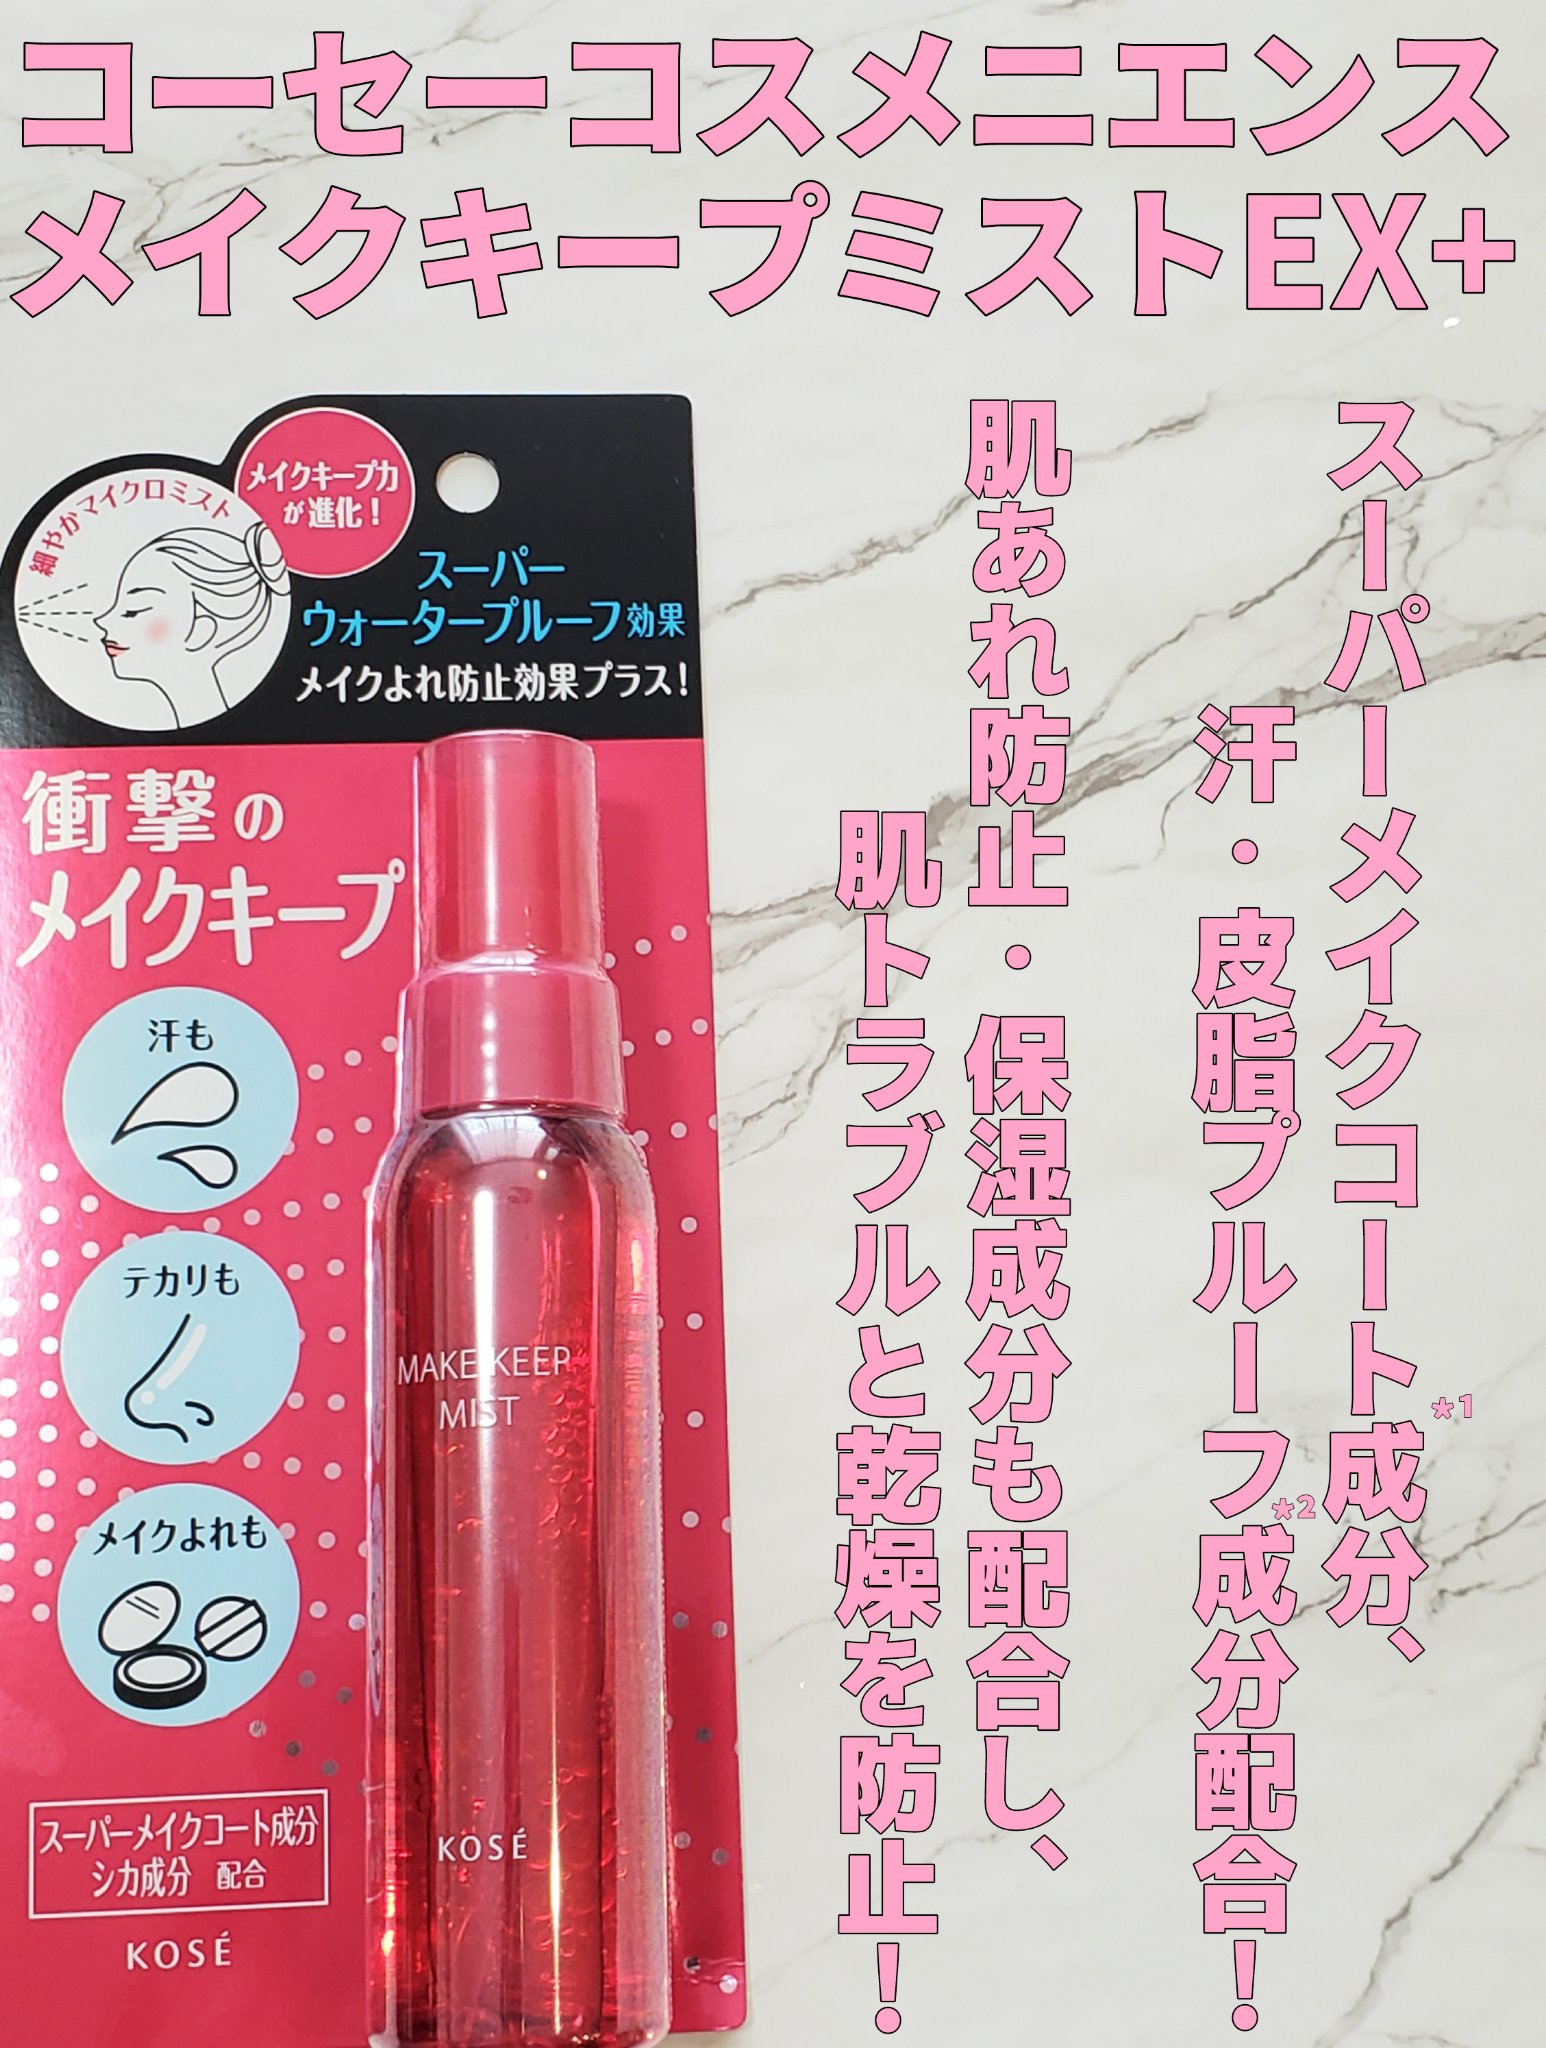 コーセーコスメニエンス
メイクキープミストEX+
スーパーメイクコート成分、
*1
汗・皮脂プルーフ成分配合!
*2
肌あれ防止・保湿成分も配合し、
肌トラブルと乾燥を防止!
メイクキープ力
が進化!
細やかマイクロミスト
スーパー
ウォータープルーフ効果
メイクよれ防止効果プラス!
衝撃の
メイクキープ
汗も
テカリも
メイクよれも
MAKE KEEP
MIST
KOSÉ
スーパーメイクコート成分
シカ成分 配合
KOSÉ